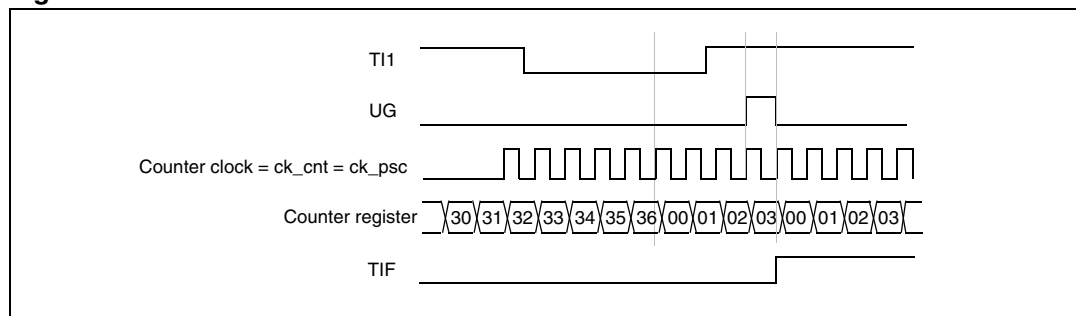 TI1
UG
Counter clock = ck_cnt = ck_psc
Counter register 30 31 32 33 34 35 36 00 01 02 03 00 01 02 03
TIF